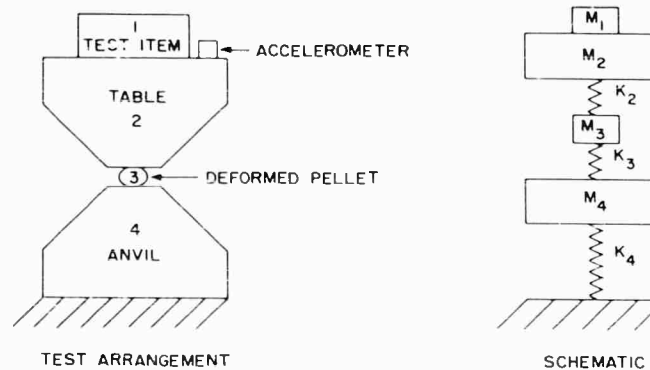 1
TEST ITEM
ACCELEROMETER
TABLE
2
3
DEFORMED PELLET
4
ANVIL
TEST ARRANGEMENT
M1
M2
K2
M3
K3
M4
K4
SCHEMATIC